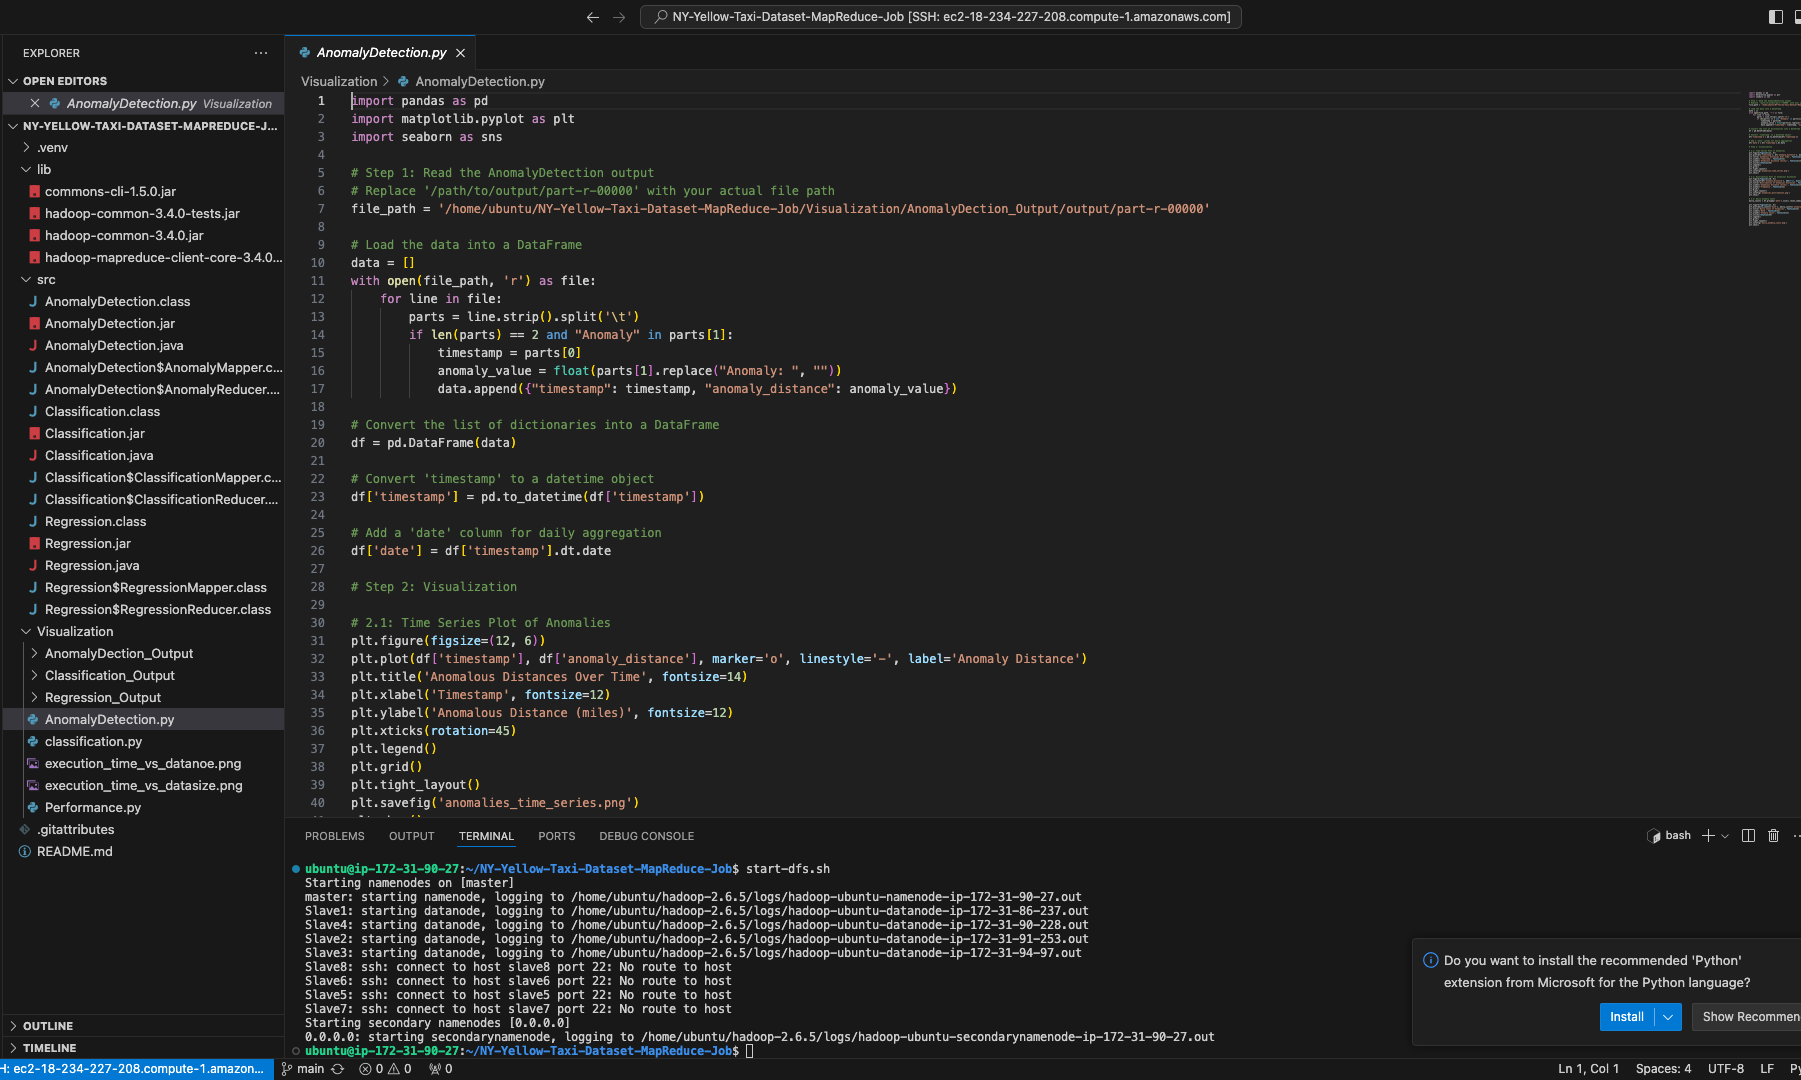 NY-Yellow-Taxi-Dataset-MapReduce-Job [SSH: ec2-18-234-227-208.compute-1.amazonaws.com]
EXPLORER
OPEN EDITORS
AnomalyDetection.py Visualization
NY-YELLOW-TAXI-DATASET-MAPREDUCE-J...
.venv
lib
commons-cli-1.5.0.jar
hadoop-common-3.4.0-tests.jar
hadoop-common-3.4.0.jar
hadoop-mapreduce-client-core-3.4.0...
src
AnomalyDetection.class
AnomalyDetection.jar
AnomalyDetection.java
AnomalyDetection$AnomalyMapper.c...
AnomalyDetection$AnomalyReducer....
Classification.class
Classification.jar
Classification.java
Classification$ClassificationMapper.c...
Classification$ClassificationReducer....
Regression.class
Regression.jar
Regression.java
Regression$RegressionMapper.class
Regression$RegressionReducer.class
Visualization
AnomalyDection_Output
Classification_Output
Regression_Output
AnomalyDetection.py
classification.py
execution_time_vs_datanoe.png
execution_time_vs_datasize.png
Performance.py
.gitattributes
README.md
OUTLINE
TIMELINE
AnomalyDetection.py
Visualization > AnomalyDetection.py
1 import pandas as pd
2 import matplotlib.pyplot as plt
3 import seaborn as sns
4
5 # Step 1: Read the AnomalyDetection output
6 # Replace '/path/to/output/part-r-00000' with your actual file path
7 file_path = '/home/ubuntu/NY-Yellow-Taxi-Dataset-MapReduce-Job/Visualization/AnomalyDection_Output/output/part-r-00000'
8
9 # Load the data into a DataFrame
10 data = []
11 with open(file_path, 'r') as file:
12     for line in file:
13         parts = line.strip().split('\t')
14         if len(parts) == 2 and "Anomaly" in parts[1]:
15             timestamp = parts[0]
16             anomaly_value = float(parts[1].replace("Anomaly: ", ""))
17             data.append({"timestamp": timestamp, "anomaly_distance": anomaly_value})
18
19 # Convert the list of dictionaries into a DataFrame
20 df = pd.DataFrame(data)
21
22 # Convert 'timestamp' to a datetime object
23 df['timestamp'] = pd.to_datetime(df['timestamp'])
24
25 # Add a 'date' column for daily aggregation
26 df['date'] = df['timestamp'].dt.date
27
28 # Step 2: Visualization
29
30 # 2.1: Time Series Plot of Anomalies
31 plt.figure(figsize=(12, 6))
32 plt.plot(df['timestamp'], df['anomaly_distance'], marker='o', linestyle='-', label='Anomaly Distance')
33 plt.title('Anomalous Distances Over Time', fontsize=14)
34 plt.xlabel('Timestamp', fontsize=12)
35 plt.ylabel('Anomalous Distance (miles)', fontsize=12)
36 plt.xticks(rotation=45)
37 plt.legend()
38 plt.grid()
39 plt.tight_layout()
40 plt.savefig('anomalies_time_series.png')
PROBLEMS OUTPUT TERMINAL PORTS DEBUG CONSOLE
bash
ubuntu@ip-172-31-90-27:~/NY-Yellow-Taxi-Dataset-MapReduce-Job$ start-dfs.sh
Starting namenodes on [master]
master: starting namenode, logging to /home/ubuntu/hadoop-2.6.5/logs/hadoop-ubuntu-namenode-ip-172-31-90-27.out
Slave1: starting datanode, logging to /home/ubuntu/hadoop-2.6.5/logs/hadoop-ubuntu-datanode-ip-172-31-86-237.out
Slave4: starting datanode, logging to /home/ubuntu/hadoop-2.6.5/logs/hadoop-ubuntu-datanode-ip-172-31-90-228.out
Slave2: starting datanode, logging to /home/ubuntu/hadoop-2.6.5/logs/hadoop-ubuntu-datanode-ip-172-31-91-253.out
Slave3: starting datanode, logging to /home/ubuntu/hadoop-2.6.5/logs/hadoop-ubuntu-datanode-ip-172-31-94-97.out
Slave8: ssh: connect to host slave8 port 22: No route to host
Slave6: ssh: connect to host slave6 port 22: No route to host
Slave5: ssh: connect to host slave5 port 22: No route to host
Slave7: ssh: connect to host slave7 port 22: No route to host
Starting secondary namenodes [0.0.0.0]
0.0.0.0: starting secondarynamenode, logging to /home/ubuntu/hadoop-2.6.5/logs/hadoop-ubuntu-secondarynamenode-ip-172-31-90-27.out
ubuntu@ip-172-31-90-27:~/NY-Yellow-Taxi-Dataset-MapReduce-Job$
Do you want to install the recommended 'Python'
extension from Microsoft for the Python language?
Install
Show Recommen
H: ec2-18-234-227-208.compute-1.amazon... main 0 0 0 Ln 1, Col 1 Spaces: 4 UTF-8 LF Py